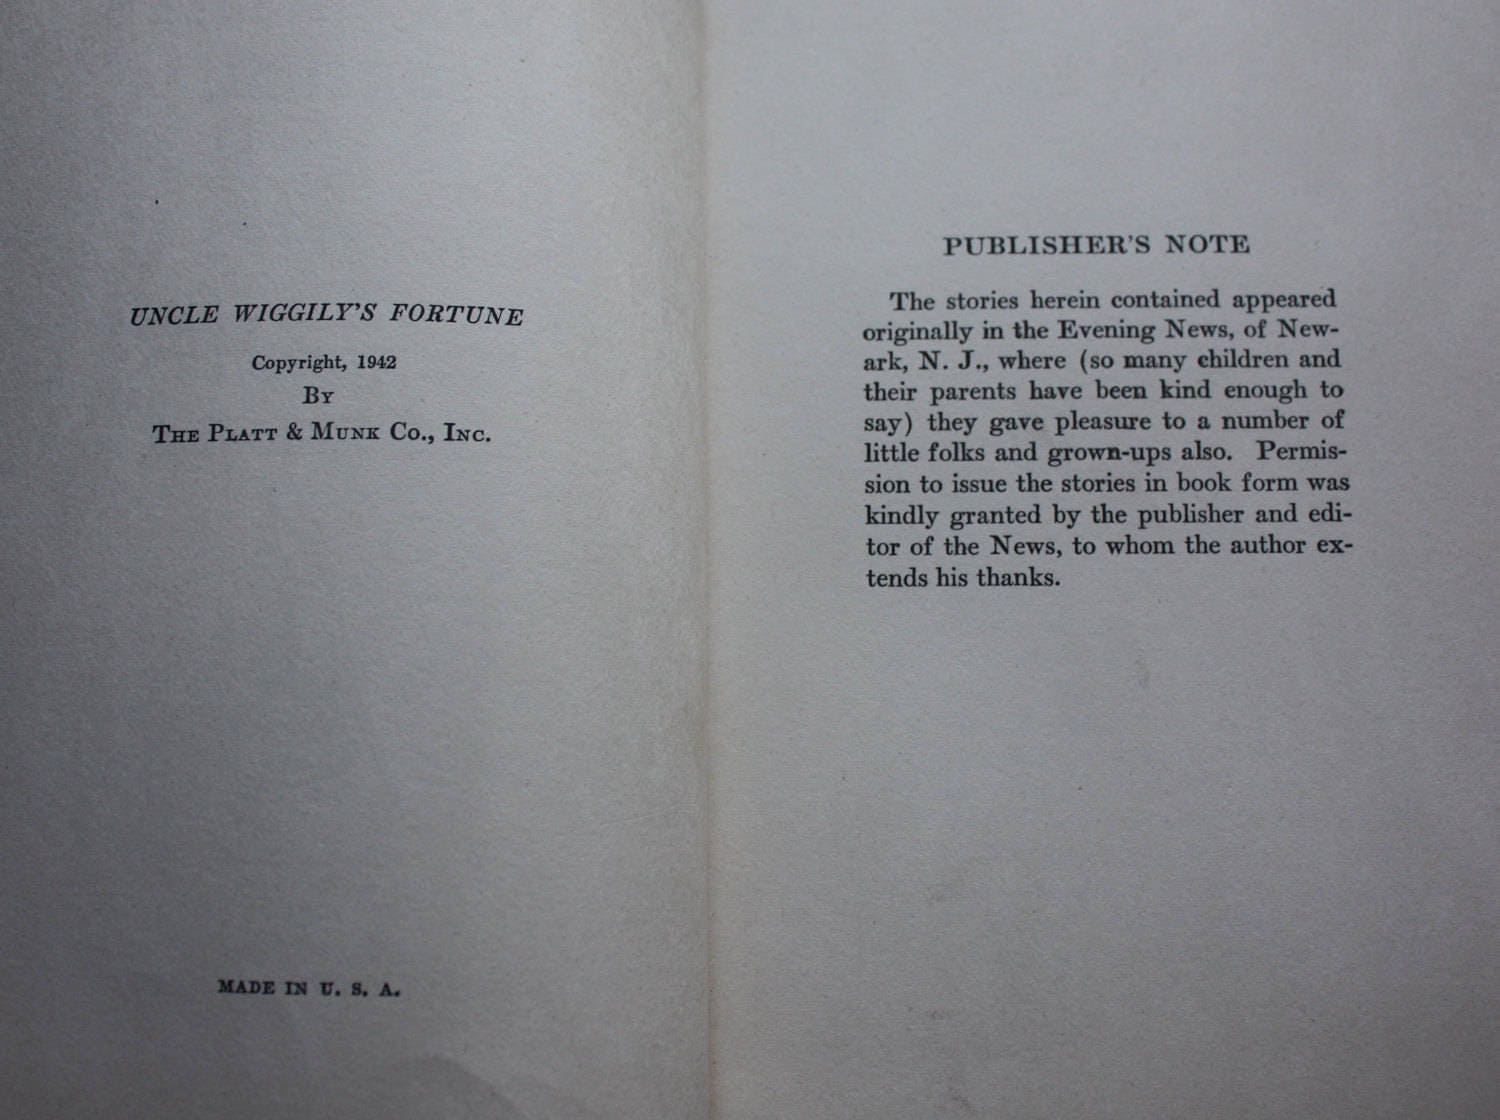 UNCLE WIGGILY'S FORTUNE
Copyright, 1942
By
The Platt & Munk Co., Inc.
MADE IN U. S. A.
PUBLISHER'S NOTE
The stories herein contained appeared
originally in the Evening News, of New-
ark, N. J., where (so many children and
their parents have been kind enough to
say) they gave pleasure to a number of
little folks and grown-ups also. Permis-
sion to issue the stories in book form was
kindly granted by the publisher and edi-
tor of the News, to whom the author ex-
tends his thanks.